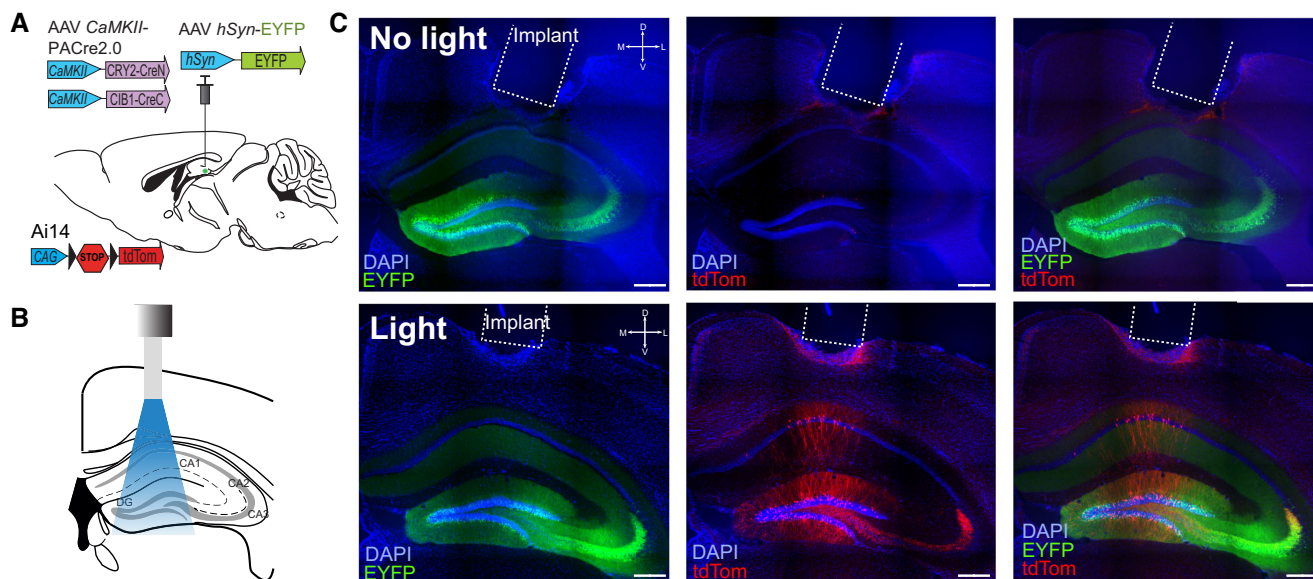 A
AAV CaMKII-
PACre2.0
AAV hSyn-EYFP
CaMKII
CRY2-CreN
CaMKII
CIB1-CreC
hSyn
EYFP
Ai14
CAG
STOP
tdTom
B
CA1
CA2
DG
CA3
C
No light
Implant
D
M
L
V
DAPI
EYFP
DAPI
tdTom
DAPI
EYFP
tdTom
Light
Implant
D
M
L
V
DAPI
EYFP
DAPI
tdTom
DAPI
EYFP
tdTom